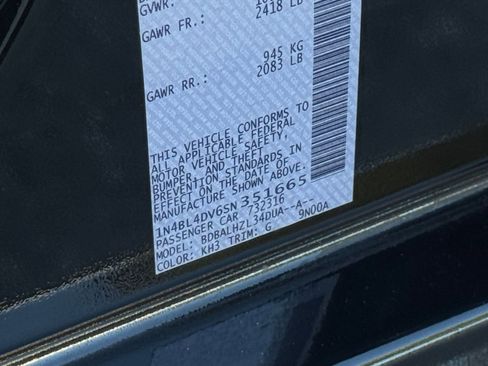 GVWR:
GAWR FR.: 2418 LB
945 KG
GAWR RR.: 2083 LB
THIS VEHICLE CONFORMS TO
ALL APPLICABLE FEDERAL
MOTOR VEHICLE SAFETY,
BUMPER, AND THEFT
PREVENTION STANDARDS IN
EFFECT ON THE DATE OF
MANUFACTURE SHOWN ABOVE.
1N4BL4DV6SN351665
PASSENGER CAR 732316
MODEL: BDBALHZL34DUA--A--
COLOR: KH3 TRIM: G 9N00A